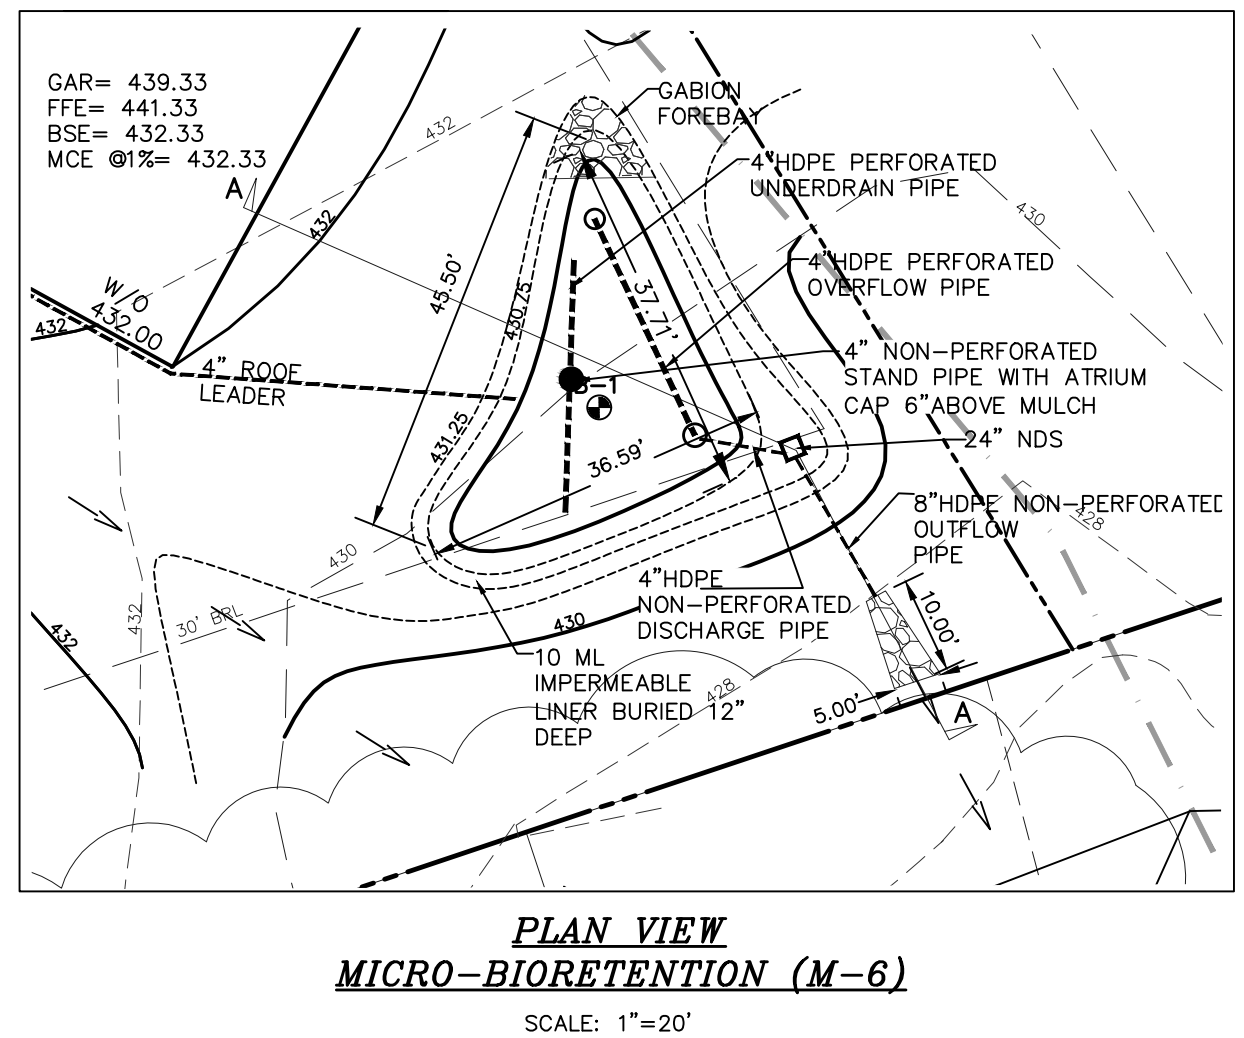 GAR= 439.33
FFE= 441.33
BSE= 432.33
MCE @1%= 432.33
A
432
GABION
FOREBAY
4"HDPE PERFORATED
UNDERDRAIN PIPE
430
432
45.50'
430.75
37.71'
4"HDPE PERFORATED
OVERFLOW PIPE
W/O
432.00
432
4" ROOF
LEADER
4" NON-PERFORATED
STAND PIPE WITH ATRIUM
CAP 6"ABOVE MULCH
B-1
24" NDS
431.25
36.59'
8"HDPE NON-PERFORATED
OUTFLOW
PIPE
428
430
4"HDPE
NON-PERFORATED
DISCHARGE PIPE
10.00'
432
30' BRL
432
430
10 ML
IMPERMEABLE
LINER BURIED 12"
DEEP
428
5.00'
A
PLAN VIEW
MICRO-BIORETENTION (M-6)
SCALE: 1"=20'